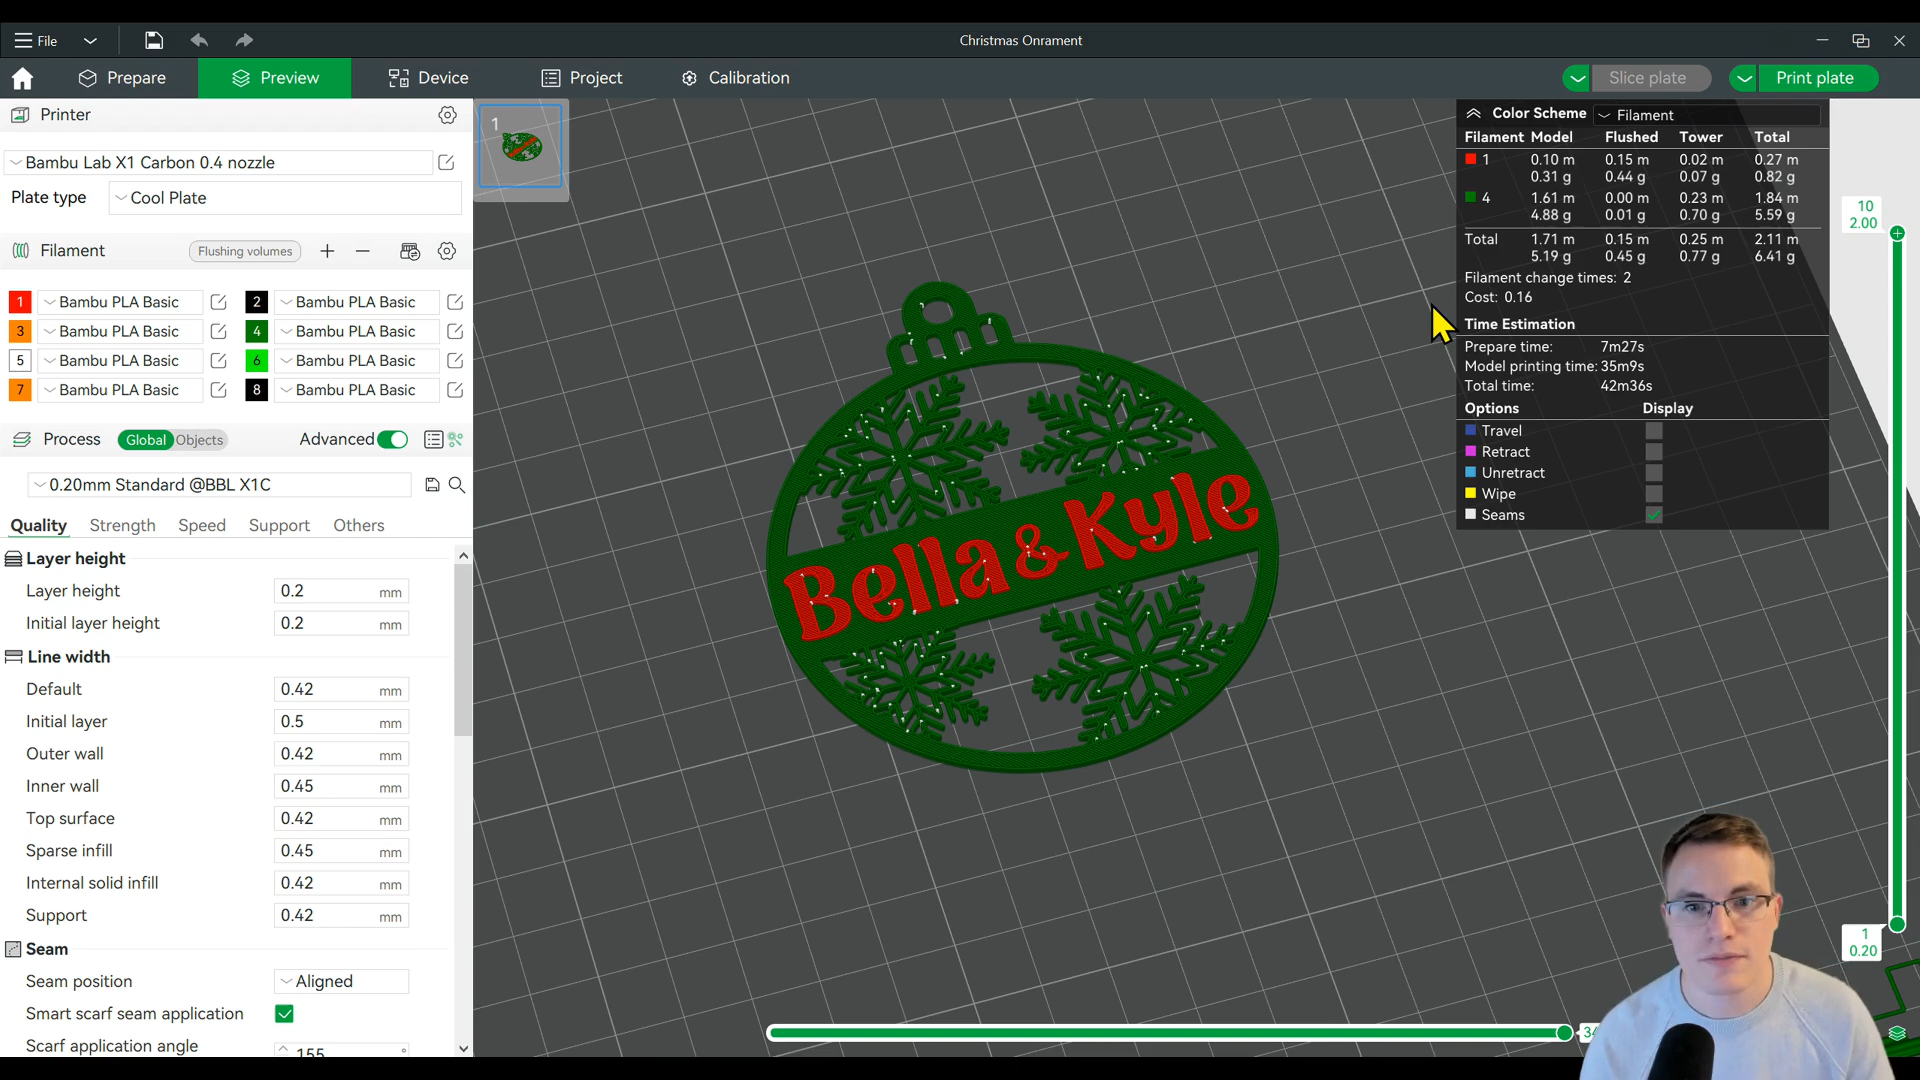 File
Christmas Onrament
Prepare
Preview
Device
Project
Calibration
Slice plate
Print plate
Printer
Bambu Lab X1 Carbon 0.4 nozzle
Plate type
Cool Plate
Filament
Flushing volumes
1 Bambu PLA Basic
2 Bambu PLA Basic
3 Bambu PLA Basic
4 Bambu PLA Basic
5 Bambu PLA Basic
6 Bambu PLA Basic
7 Bambu PLA Basic
8 Bambu PLA Basic
Process
Global
Objects
Advanced
0.20mm Standard @BBL X1C
Quality
Strength
Speed
Support
Others
Layer height
Layer height 0.2 mm
Initial layer height 0.2 mm
Line width
Default 0.42 mm
Initial layer 0.5 mm
Outer wall 0.42 mm
Inner wall 0.45 mm
Top surface 0.42 mm
Sparse infill 0.45 mm
Internal solid infill 0.42 mm
Support 0.42 mm
Seam
Seam position Aligned
Smart scarf seam application
Scarf application angle 155 °
1
Bella & Kyle
Color Scheme Filament
Filament Model Flushed Tower Total
1 0.10 m 0.15 m 0.02 m 0.27 m
0.31 g 0.44 g 0.07 g 0.82 g
4 1.61 m 0.00 m 0.23 m 1.84 m
4.88 g 0.01 g 0.70 g 5.59 g
Total 1.71 m 0.15 m 0.25 m 2.11 m
5.19 g 0.45 g 0.77 g 6.41 g
Filament change times: 2
Cost: 0.16
Time Estimation
Prepare time: 7m27s
Model printing time: 35m9s
Total time: 42m36s
Options Display
Travel
Retract
Unretract
Wipe
Seams
10
2.00
1
0.20